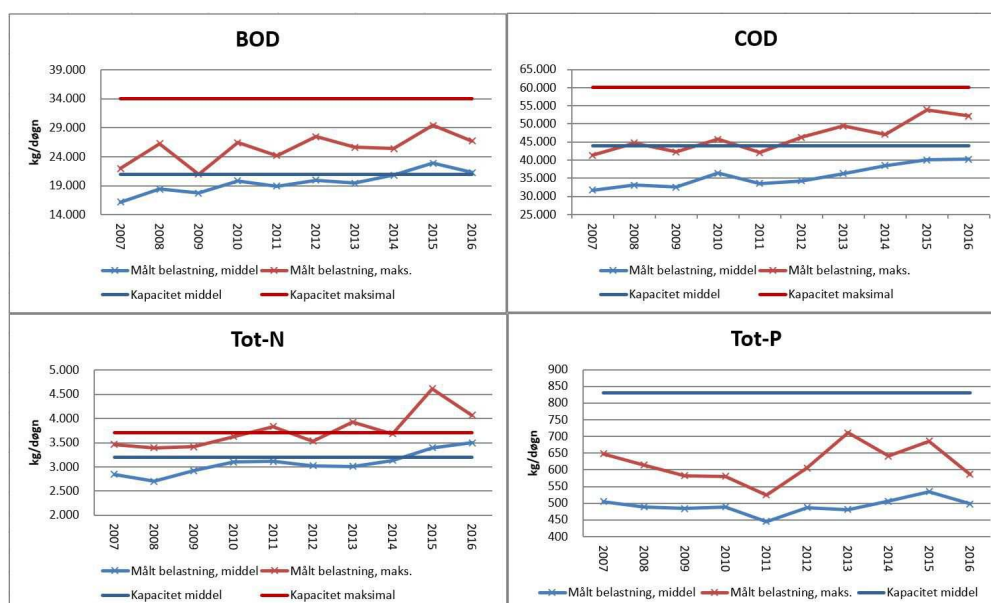 BOD
39.000
34.000
29.000
24.000
19.000
14.000
kg/døgn
2007 2008 2009 2010 2011 2012 2013 2014 2015 2016
Målt belastning, middel Målt belastning, maks.
Kapacitet middel Kapacitet maksimal
COD
65.000
60.000
55.000
50.000
45.000
40.000
35.000
30.000
25.000
kg/døgn
2007 2008 2009 2010 2011 2012 2013 2014 2015 2016
Målt belastning, middel Målt belastning, maks.
Kapacitet middel Kapacitet maksimal
Tot-N
5.000
4.500
4.000
3.500
3.000
2.500
2.000
kg/døgn
2007 2008 2009 2010 2011 2012 2013 2014 2015 2016
Målt belastning, middel Målt belastning, maks.
Kapacitet middel Kapacitet maksimal
Tot-P
900
850
800
750
700
650
600
550
500
450
400
kg/døgn
2007 2008 2009 2010 2011 2012 2013 2014 2015 2016
Målt belastning, middel Målt belastning, maks. Kapacitet middel